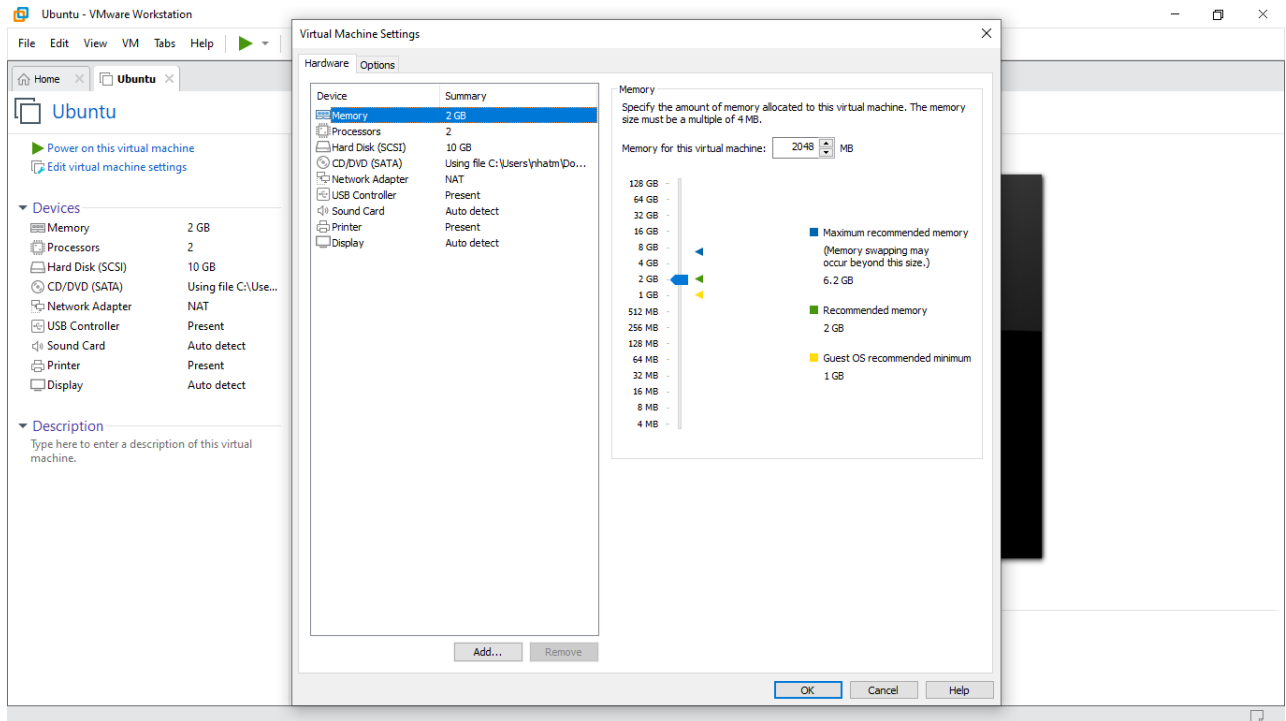 Ubuntu - VMware Workstation
File Edit View VM Tabs Help
Home
Ubuntu
Ubuntu
Power on this virtual machine
Edit virtual machine settings
Devices
Memory 2 GB
Processors 2
Hard Disk (SCSI) 10 GB
CD/DVD (SATA) Using file C:\Use...
Network Adapter NAT
USB Controller Present
Sound Card Auto detect
Printer Present
Display Auto detect
Description
Type here to enter a description of this virtual
machine.
Virtual Machine Settings
Hardware Options
Device Summary
Memory 2 GB
Processors 2
Hard Disk (SCSI) 10 GB
CD/DVD (SATA) Using file C:\Users\nhatm\Do...
Network Adapter NAT
USB Controller Present
Sound Card Auto detect
Printer Present
Display Auto detect
Add... Remove
Memory
Specify the amount of memory allocated to this virtual machine. The memory
size must be a multiple of 4 MB.
Memory for this virtual machine: 2048 MB
128 GB
64 GB
32 GB
16 GB
8 GB
4 GB
2 GB
1 GB
512 MB
256 MB
128 MB
64 MB
32 MB
16 MB
8 MB
4 MB
Maximum recommended memory
(Memory swapping may
occur beyond this size.)
6.2 GB
Recommended memory
2 GB
Guest OS recommended minimum
1 GB
OK Cancel Help